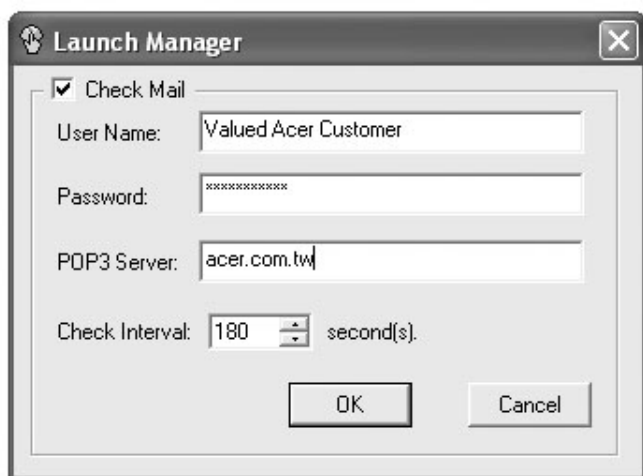 Launch Manager
Check Mail
User Name: Valued Acer Customer
Password: xxxxxxxxxxx
POP3 Server: acer.com.tw
Check Interval: 180 second(s).
OK Cancel